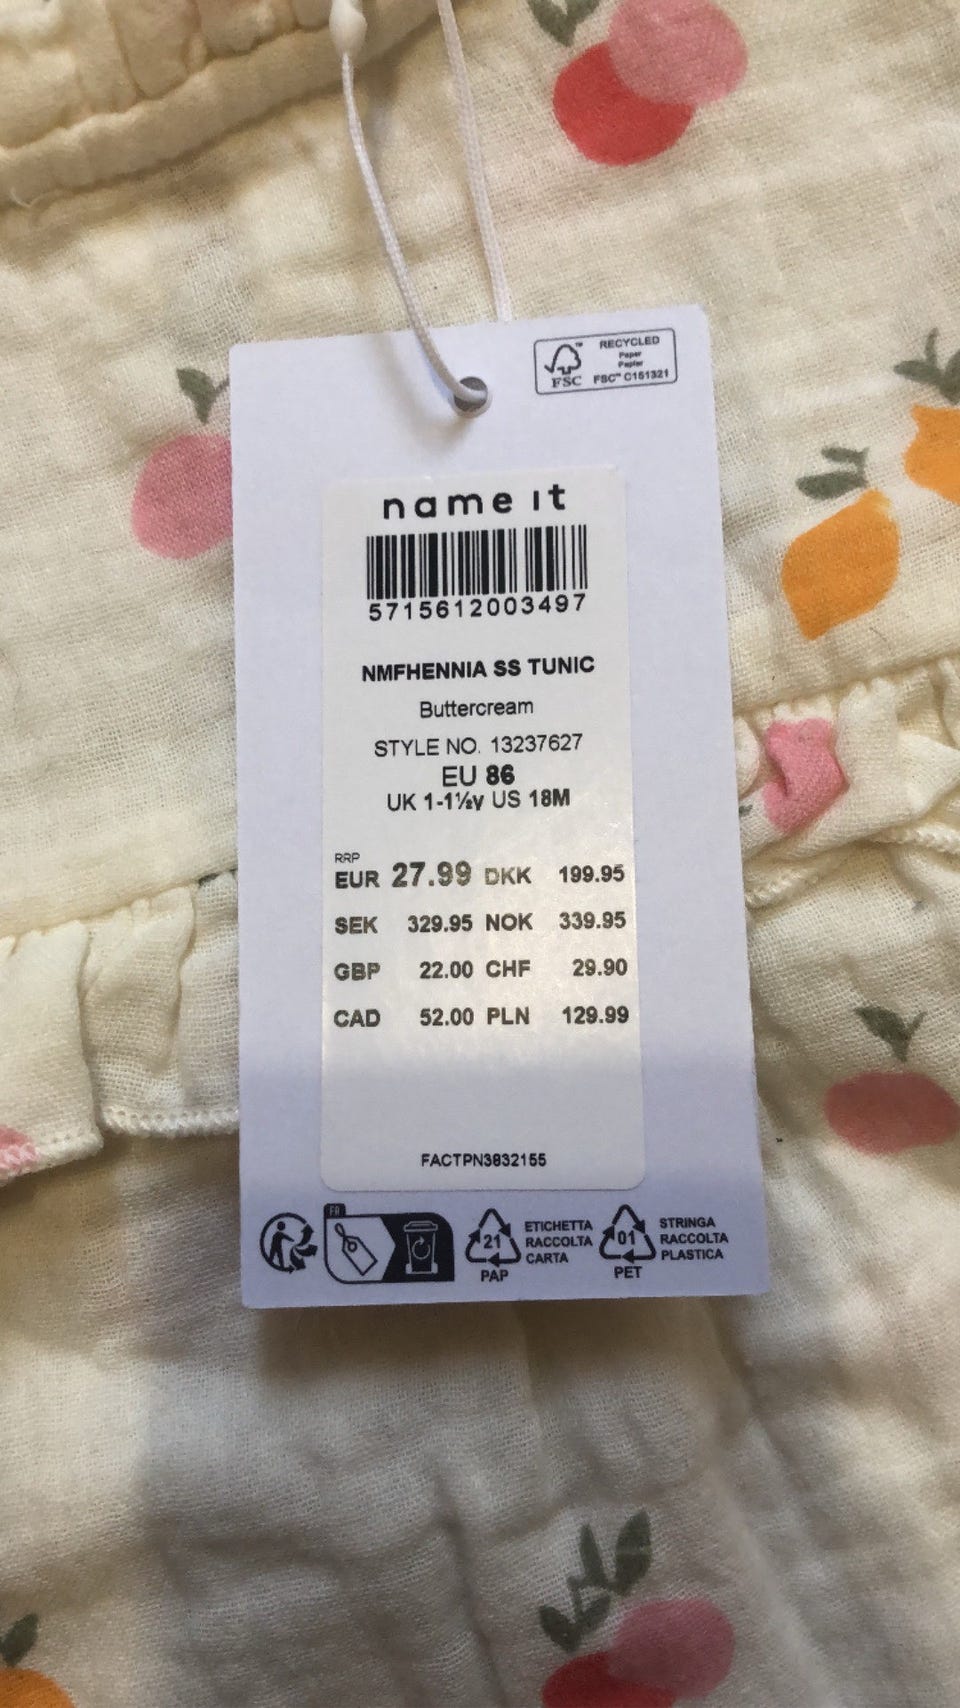 RECYCLED
Paper
Papier
FSC™ C151321
FSC™
name it
5715612003497
NMFHENNIA SS TUNIC
Buttercream
STYLE NO. 13237627
EU 86
UK 1-1½y US 18M
RRP
EUR 27.99 DKK 199.95
SEK 329.95 NOK 339.95
GBP 22.00 CHF 29.90
CAD 52.00 PLN 129.99
FACTPN3832155
FR
21
PAP
ETICHETTA
RACCOLTA
CARTA
01
PET
STRINGA
RACCOLTA
PLASTICA